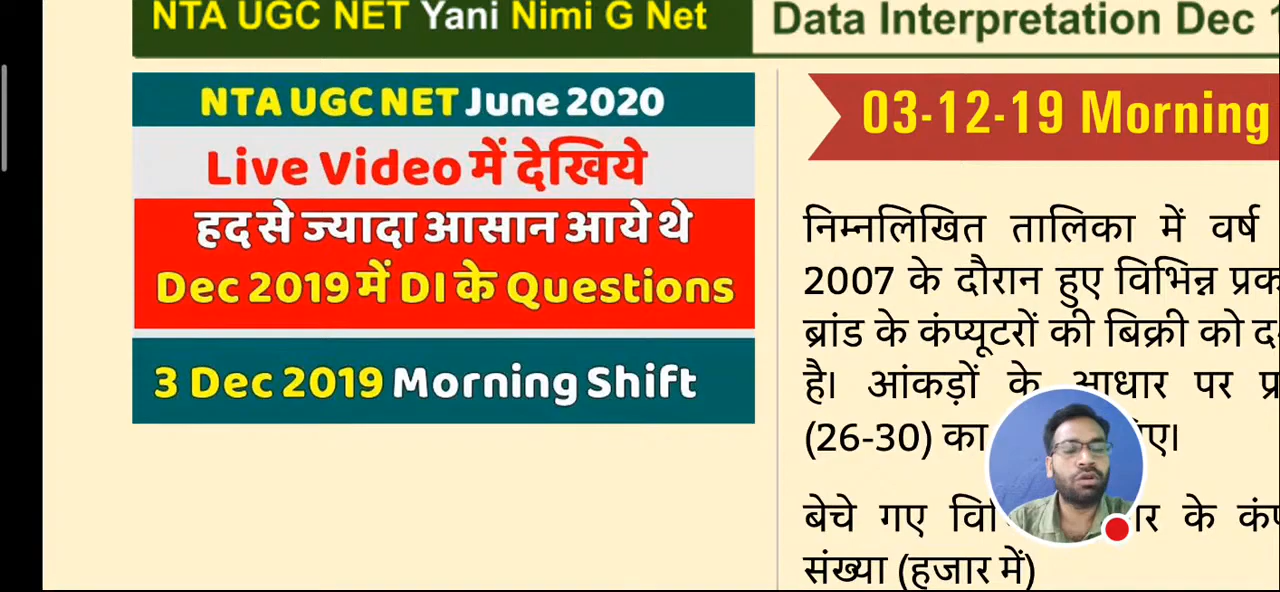 NTA UGC NET Yani Nimi G Net
Data Interpretation Dec
NTA UGC NET June 2020
Live Video में देखिये
हद से ज्यादा आसान आये थे
Dec 2019 में DI के Questions
3 Dec 2019 Morning Shift
03-12-19 Morning
निम्नलिखित तालिका में वर्ष
2007 के दौरान हुए विभिन्न
ब्रांड के कंप्यूटरों की बिक्री को
है। आंकड़ों के आधार पर
(26-30) का
बेचे गए के
संख्या (हजार में)